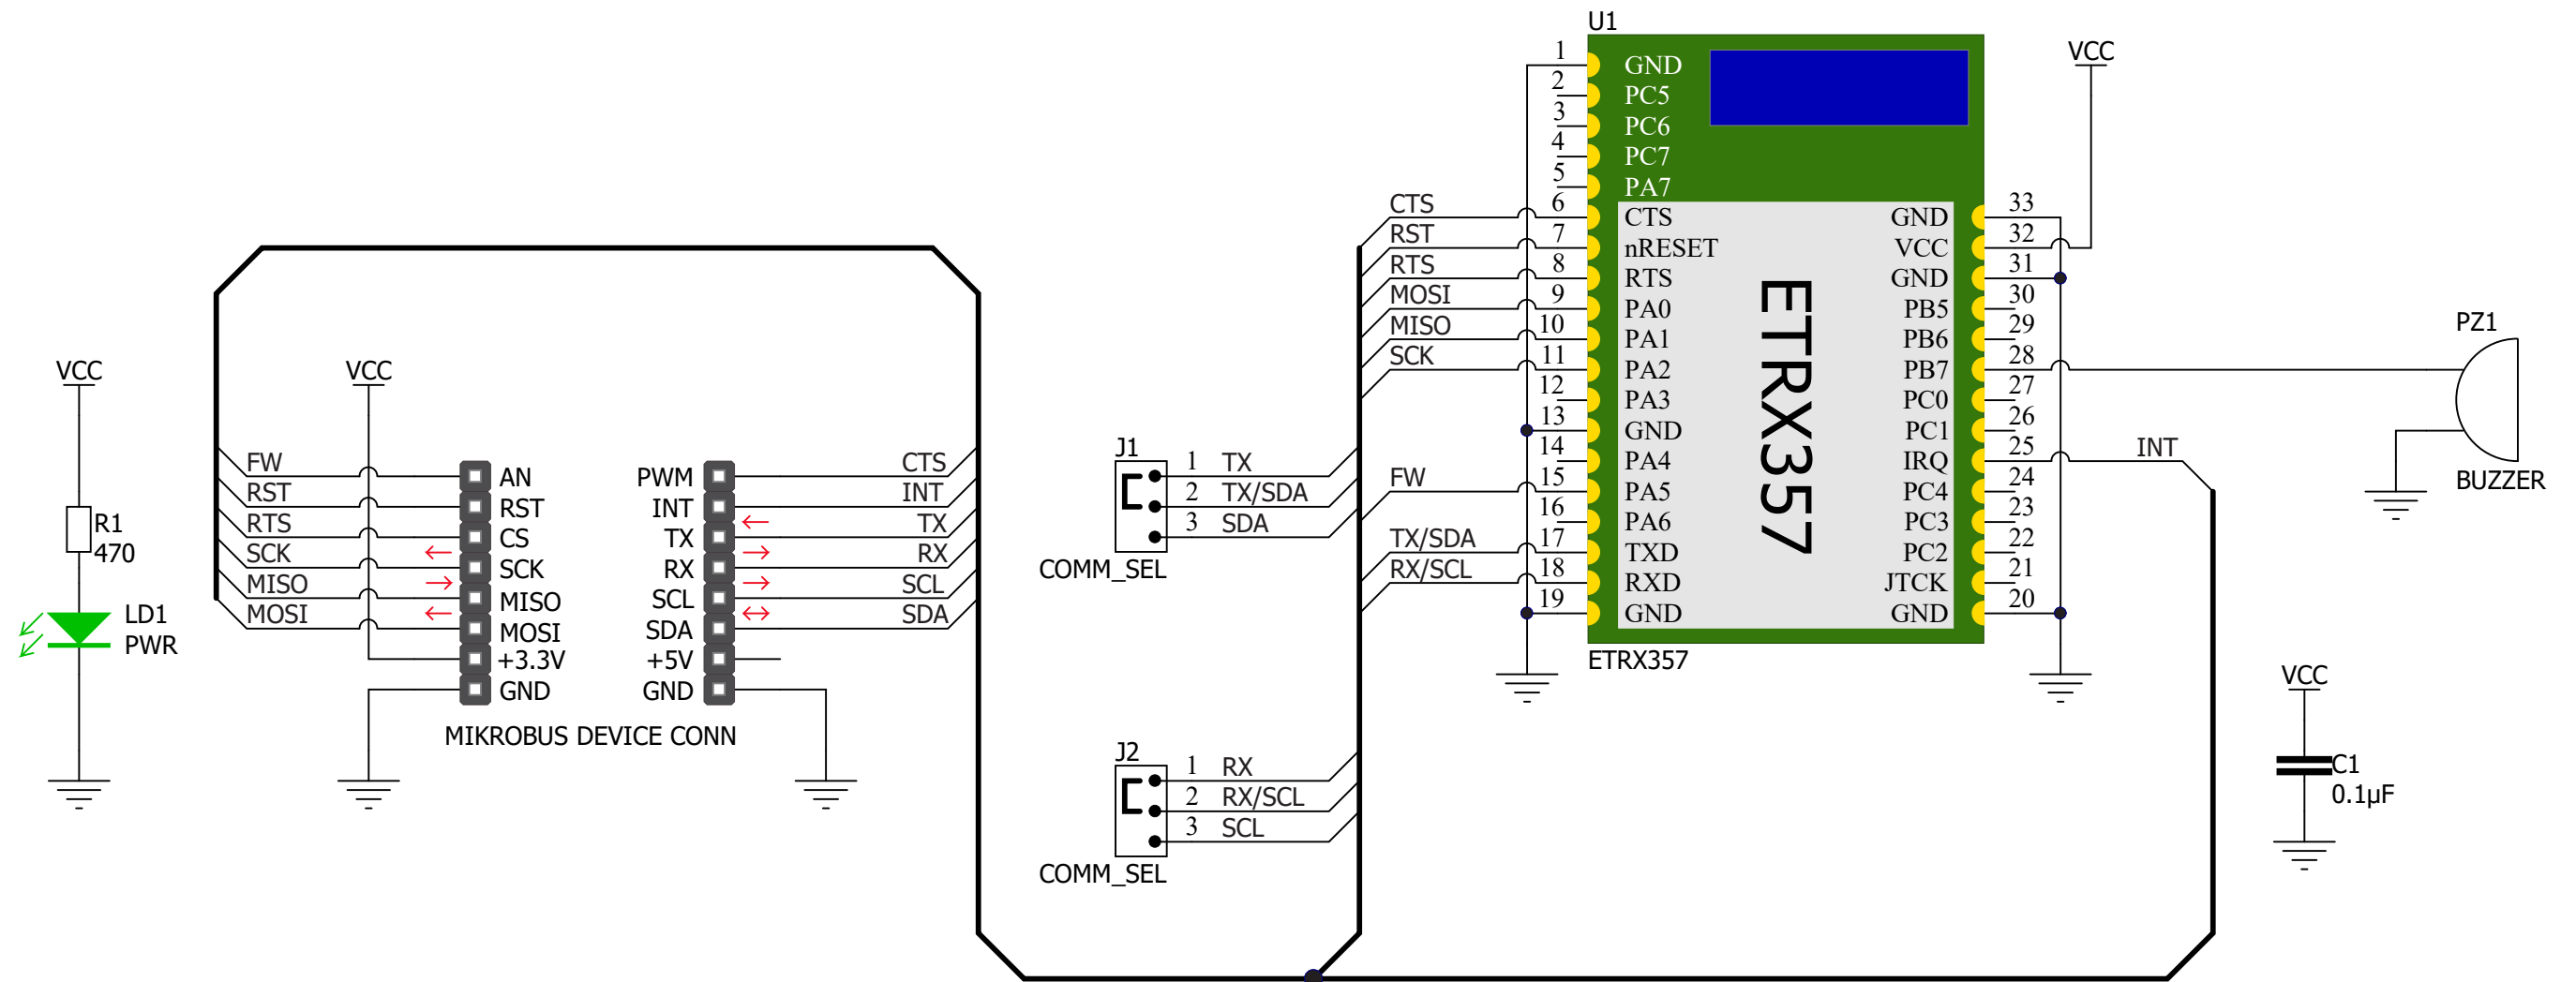 VCC
R1
470
LD1
PWR
VCC
FW
RST
RTS
SCK
MISO
MOSI
AN
RST
CS
SCK
MISO
MOSI
+3.3V
GND
PWM
INT
TX
RX
SCL
SDA
+5V
GND
CTS
INT
TX
RX
SCL
SDA
MIKROBUS DEVICE CONN
J1
1 TX
2 TX/SDA
3 SDA
COMM_SEL
J2
1 RX
2 RX/SCL
3 SCL
COMM_SEL
U1
1 GND
2 PC5
3 PC6
4 PC7
5 PA7
CTS 6 CTS
RST 7 nRESET
RTS 8 RTS
MOSI 9 PA0
MISO 10 PA1
SCK 11 PA2
12 PA3
13 GND
14 PA4
FW 15 PA5
16 PA6
TX/SDA 17 TXD
RX/SCL 18 RXD
19 GND
ETRX357
ETRX357
GND 33
VCC 32
GND 31
PB5 30
PB6 29
PB7 28
PC0 27
PC1 26
IRQ 25 INT
PC4 24
PC3 23
PC2 22
JTCK 21
GND 20
VCC
PZ1
BUZZER
VCC
C1
0.1µF